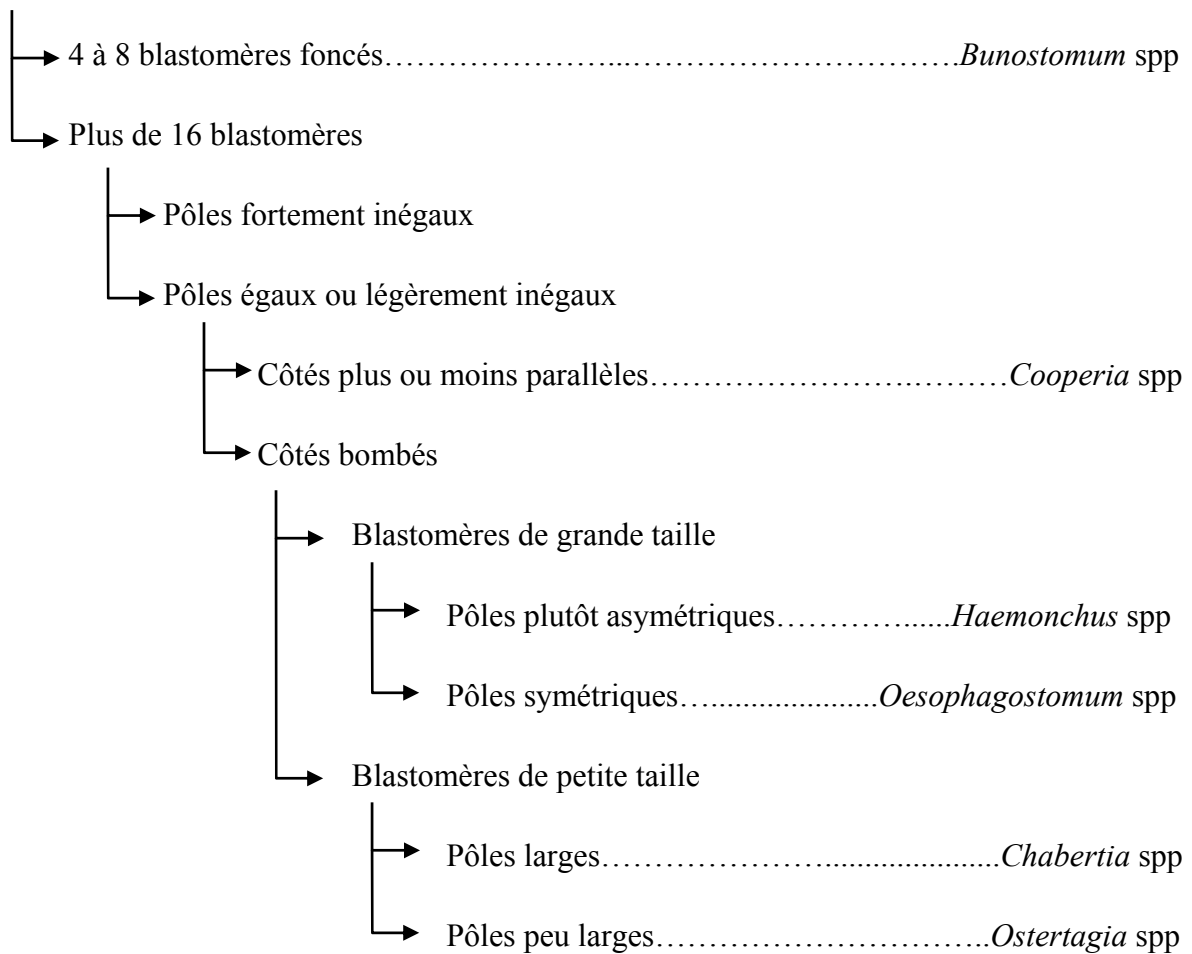 4 à 8 blastomères foncés…………………...………………………….Bunostomum spp
Plus de 16 blastomères
Pôles fortement inégaux
Pôles égaux ou légèrement inégaux
Côtés plus ou moins parallèles…………………….………Cooperia spp
Côtés bombés
Blastomères de grande taille
Pôles plutôt asymétriques…………......Haemonchus spp
Pôles symétriques….....................Oesophagostomum spp
Blastomères de petite taille
Pôles larges………………….....................Chabertia spp
Pôles peu larges…………………………..Ostertagia spp